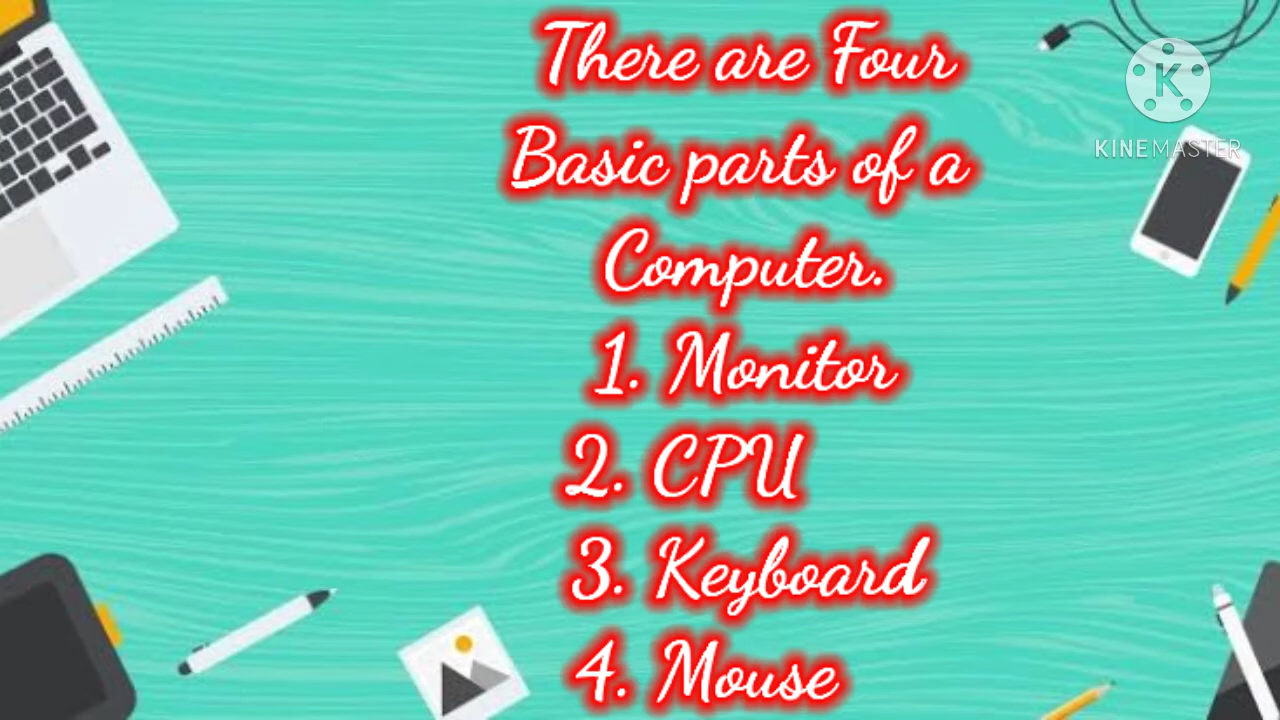 There are Four
Basic parts of a
Computer.
1. Monitor
2. CPU
3. Keyboard
4. Mouse
K
KINEMASTER